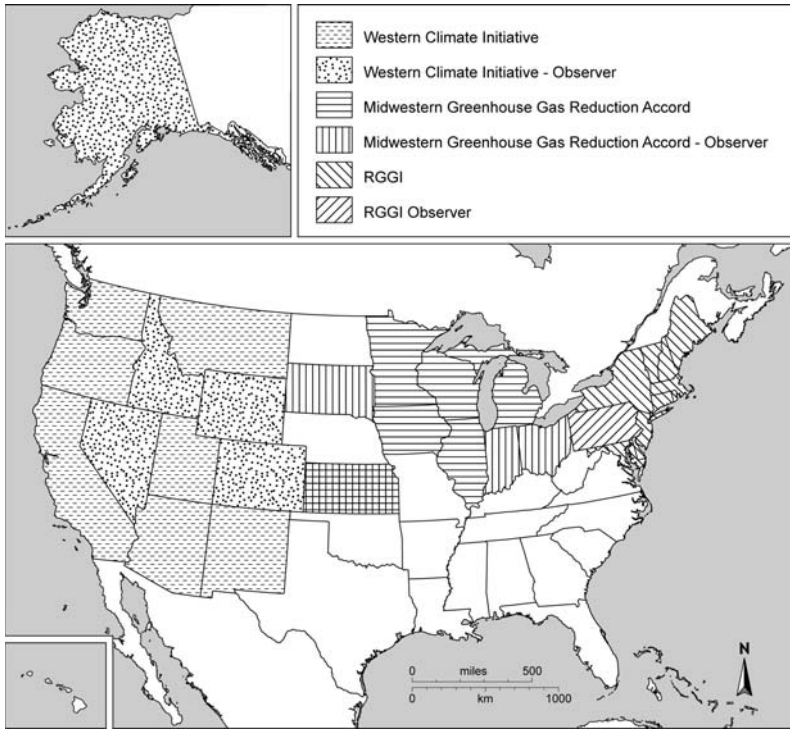 Western Climate Initiative
Western Climate Initiative - Observer
Midwestern Greenhouse Gas Reduction Accord
Midwestern Greenhouse Gas Reduction Accord - Observer
RGGI
RGGI Observer
N
0 miles 500
0 km 1000